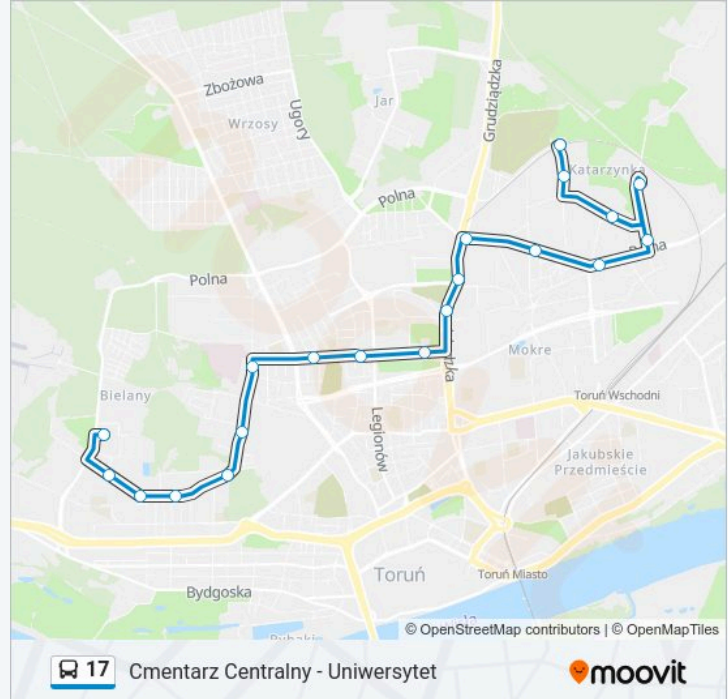 Zbożowa
Wrzosy
Ugory
Jar
Grudziądzka
Katarzynka
Polna
Polna
Mokre
Bielany
Toruń Wschodni
Legionów
Jakubskie
Przedmieście
Toruń
Toruń Miasto
Bydgoska
© OpenStreetMap contributors | © OpenMapTiles
17 Cmentarz Centralny - Uniwersytet
moovit